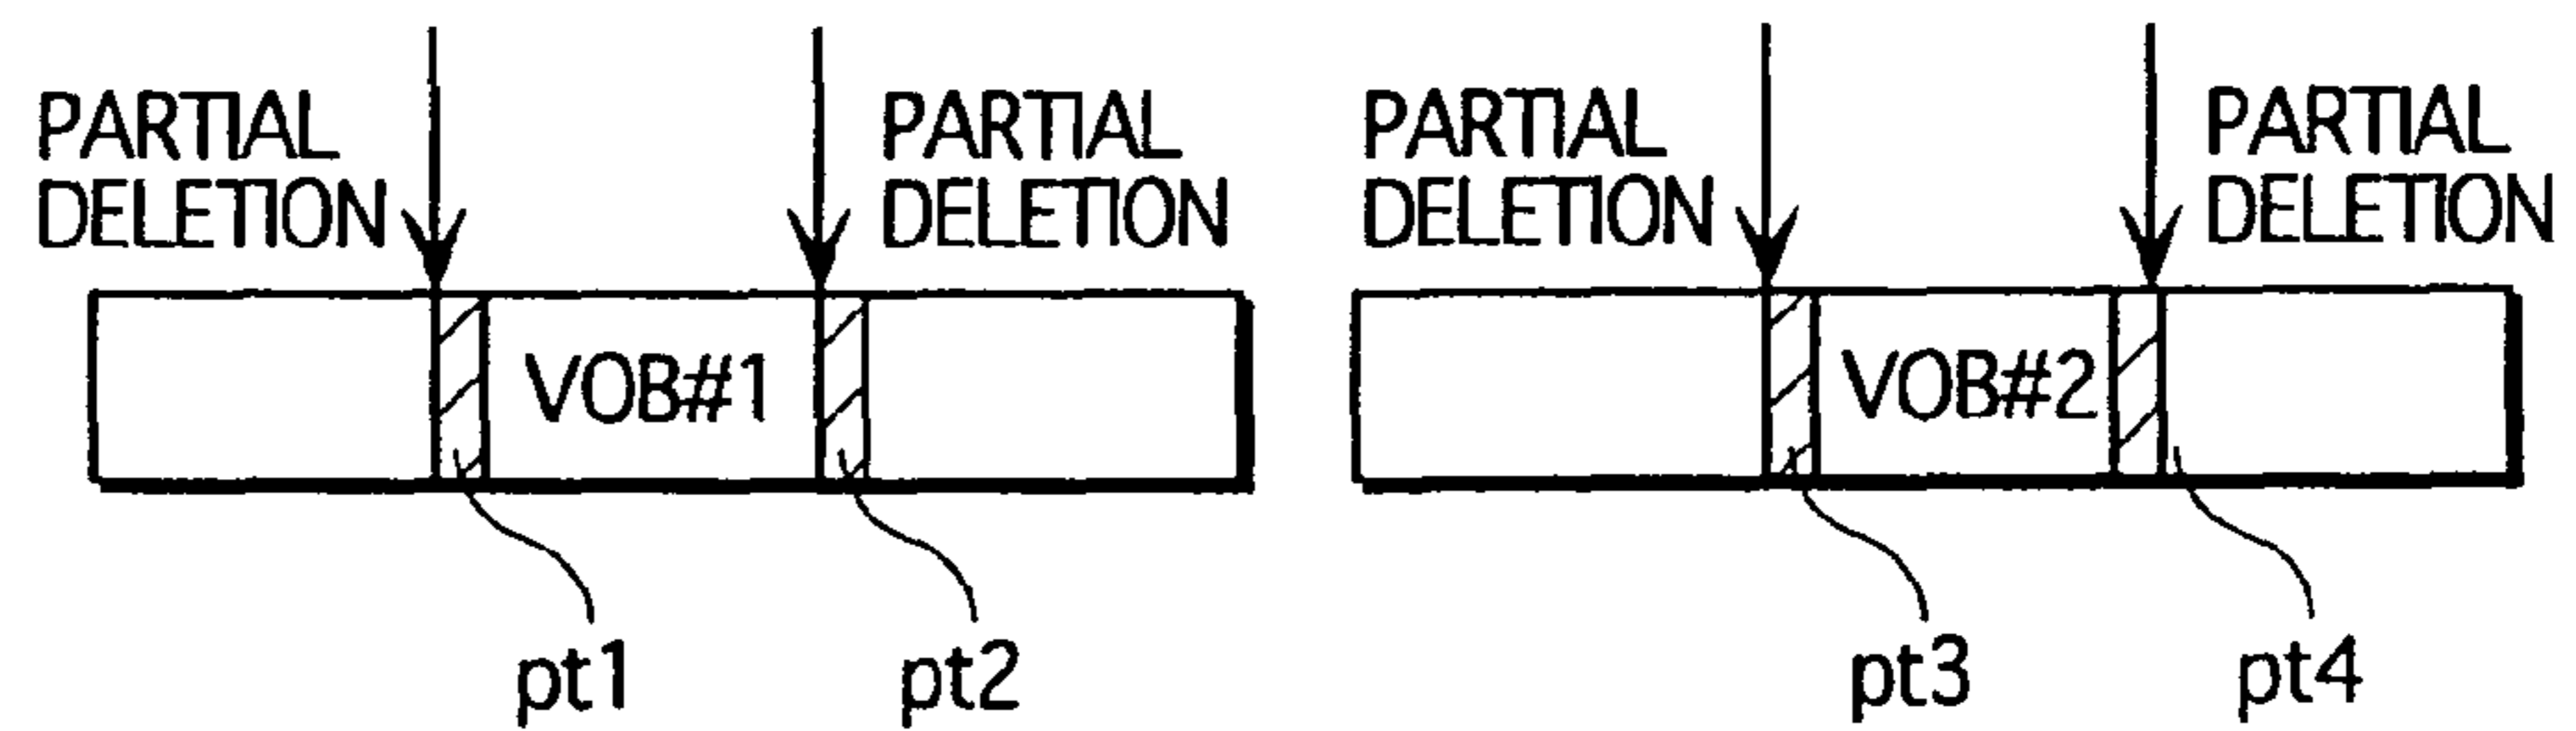 PARTIAL
DELETION
PARTIAL
DELETION
PARTIAL
DELETION
PARTIAL
DELETION
VOB#1
VOB#2
pt1
pt2
pt3
pt4